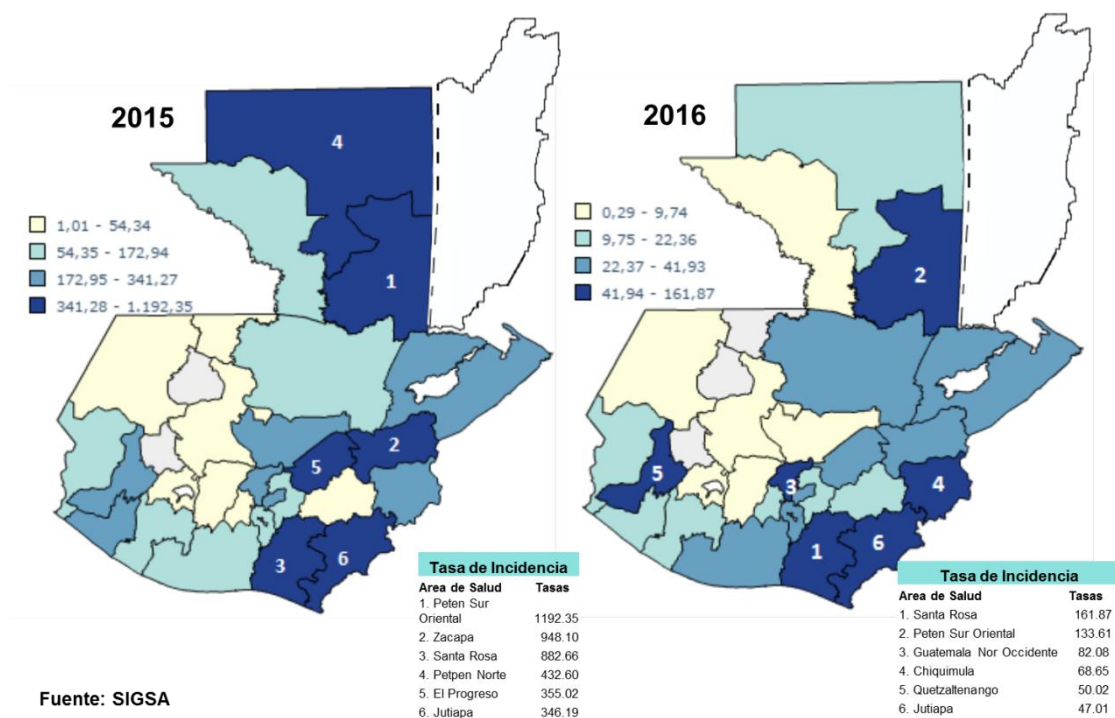 2015
4
1,01 - 54,34
54,35 - 172,94
172,95 - 341,27
341,28 - 1.192,35
1
2
5
3
6
Tasa de Incidencia
Area de Salud Tasas
1. Peten Sur
Oriental 1192.35
2. Zacapa 948.10
3. Santa Rosa 882.66
4. Petpen Norte 432.60
5. El Progreso 355.02
6. Jutiapa 346.19
2016
0,29 - 9,74
9,75 - 22,36
22,37 - 41,93
41,94 - 161,87
2
5
3
4
1
6
Tasa de Incidencia
Area de Salud Tasas
1. Santa Rosa 161.87
2. Peten Sur Oriental 133.61
3. Guatemala Nor Occidente 82.08
4. Chiquimula 68.65
5. Quetzaltenango 50.02
6. Jutiapa 47.01
Fuente: SIGSA